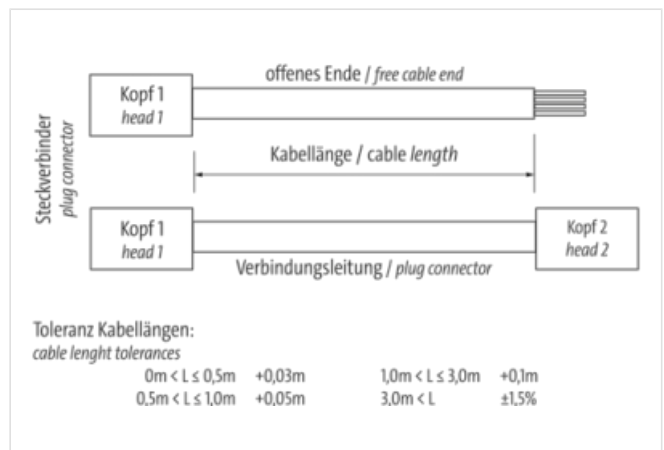 offenes Ende / free cable end
Kopf 1
head 1
Steckverbinder
plug connector
Kabellänge / cable length
Kopf 1
head 1
Kopf 2
head 2
Verbindungsleitung / plug connector
Toleranz Kabellängen:
cable lenght tolerances
0m < L ≤ 0,5m +0,03m 1,0m < L ≤ 3,0m +0,1m
0,5m < L ≤ 1,0m +0,05m 3,0m < L ±1,5%